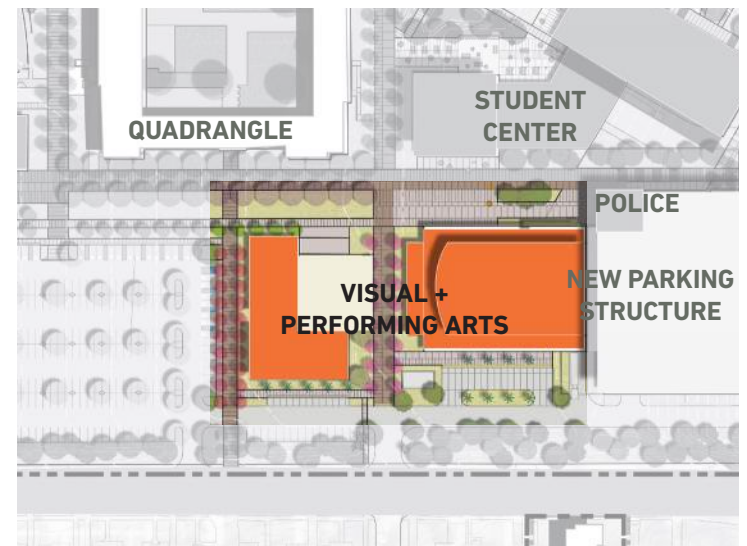 QUADRANGLE
STUDENT
CENTER
POLICE
NEW PARKING
STRUCTURE
VISUAL +
PERFORMING ARTS